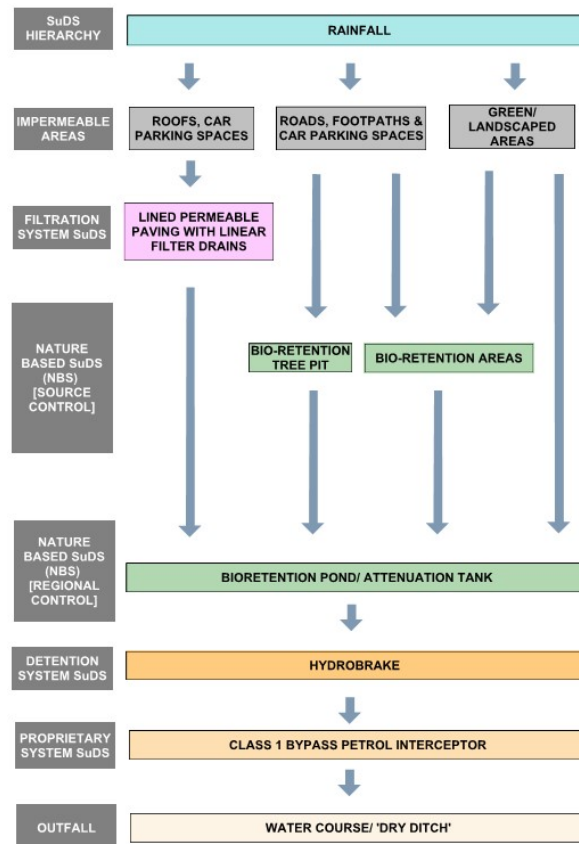 SuDS
HIERARCHY
RAINFALL
IMPERMEABLE
AREAS
ROOFS, CAR
PARKING SPACES
ROADS, FOOTPATHS &
CAR PARKING SPACES
GREEN/
LANDSCAPED
AREAS
FILTRATION
SYSTEM SuDS
LINED PERMEABLE
PAVING WITH LINEAR
FILTER DRAINS
NATURE
BASED SuDS
(NBS)
[SOURCE
CONTROL]
BIO-RETENTION
TREE PIT
BIO-RETENTION AREAS
NATURE
BASED SuDS
(NBS)
[REGIONAL
CONTROL]
BIORETENTION POND/ ATTENUATION TANK
DETENTION
SYSTEM SuDS
HYDROBRAKE
PROPRIETARY
SYSTEM SuDS
CLASS 1 BYPASS PETROL INTERCEPTOR
OUTFALL
WATER COURSE/ 'DRY DITCH'